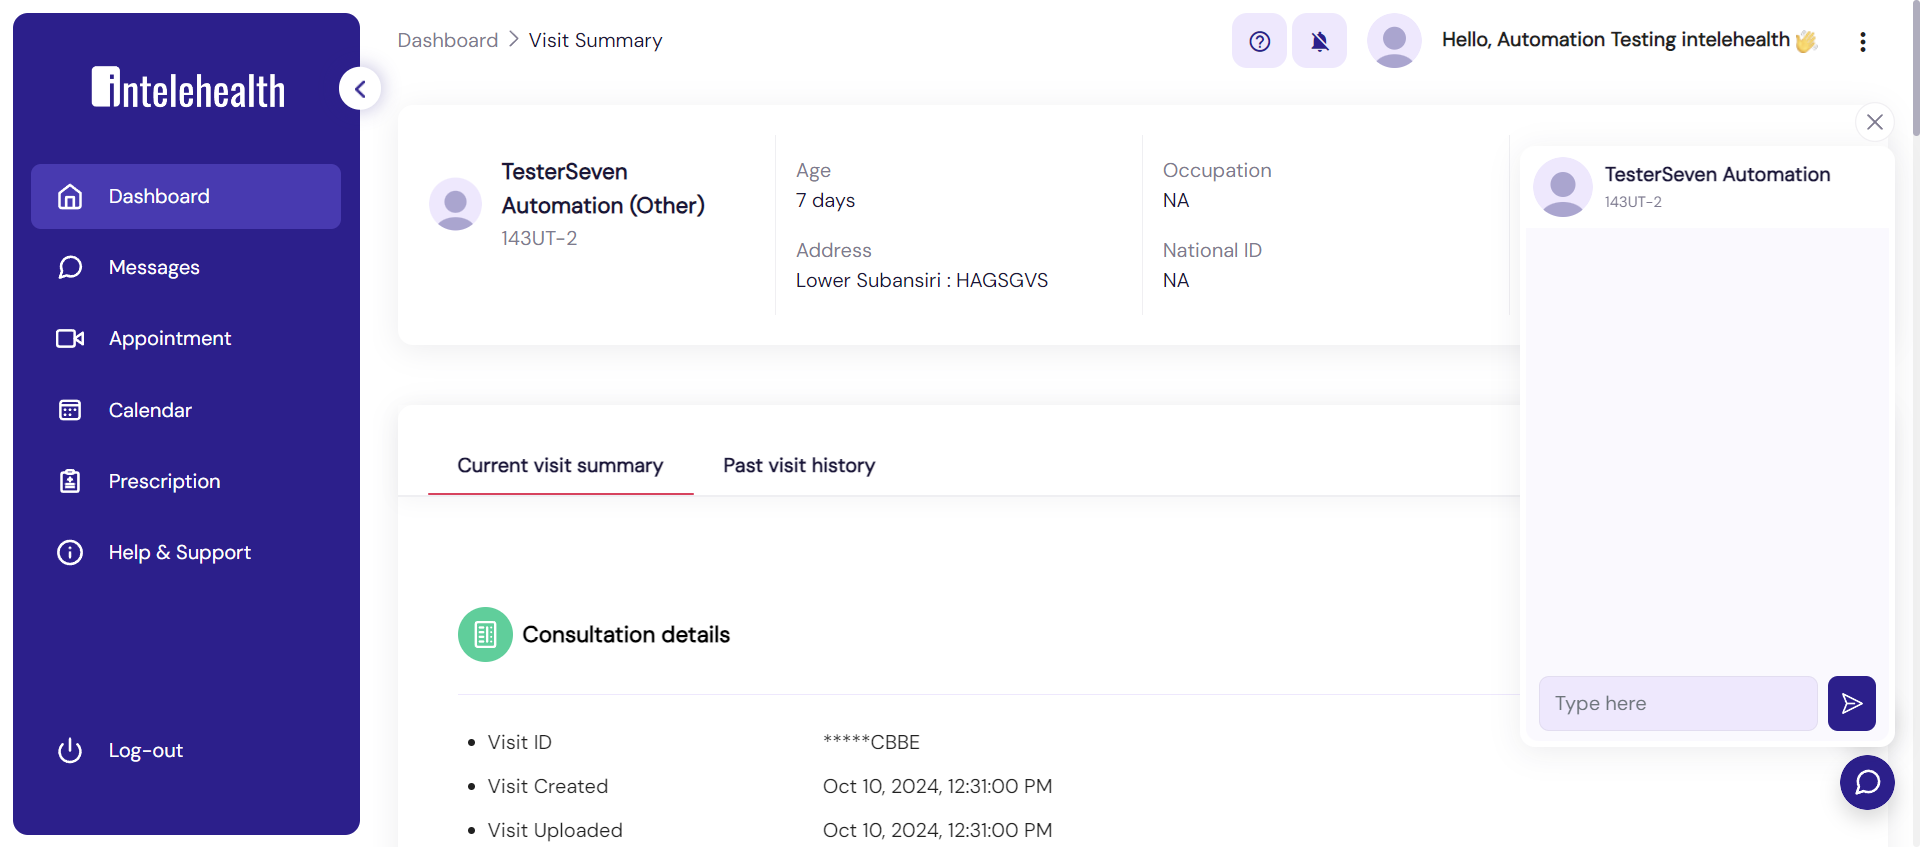 intelehealth
Dashboard
Messages
Appointment
Calendar
Prescription
Help & Support
Log-out
Dashboard > Visit Summary
Hello, Automation Testing intelehealth 👋
TesterSeven
Automation (Other)
143UT-2
Age
7 days
Address
Lower Subansiri : HAGSGVS
Occupation
NA
National ID
NA
Current visit summary
Past visit history
Consultation details
• Visit ID *****CBBE
• Visit Created Oct 10, 2024, 12:31:00 PM
• Visit Uploaded Oct 10, 2024, 12:31:00 PM
TesterSeven Automation
143UT-2
Type here